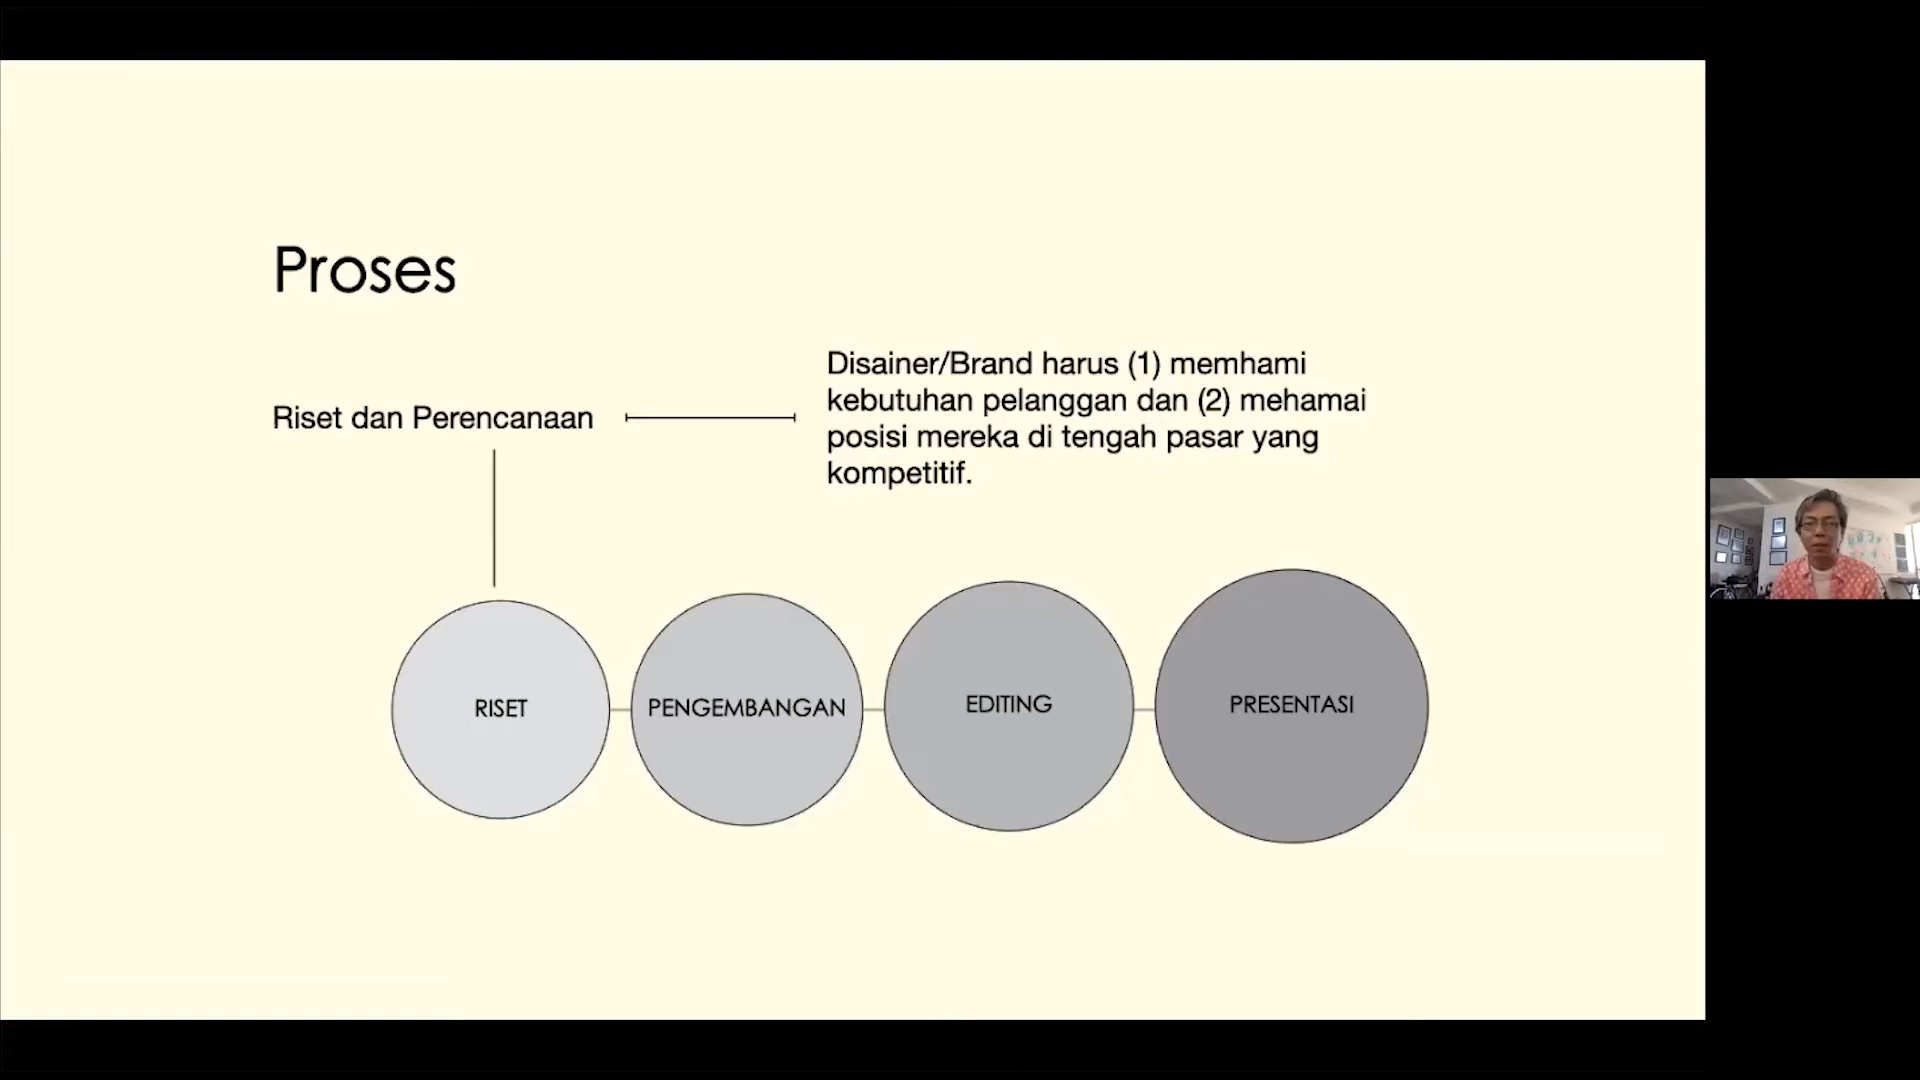 Proses
Riset dan Perencanaan
Disainer/Brand harus (1) memhami
kebutuhan pelanggan dan (2) mehamai
posisi mereka di tengah pasar yang
kompetitif.
RISET
PENGEMBANGAN
EDITING
PRESENTASI